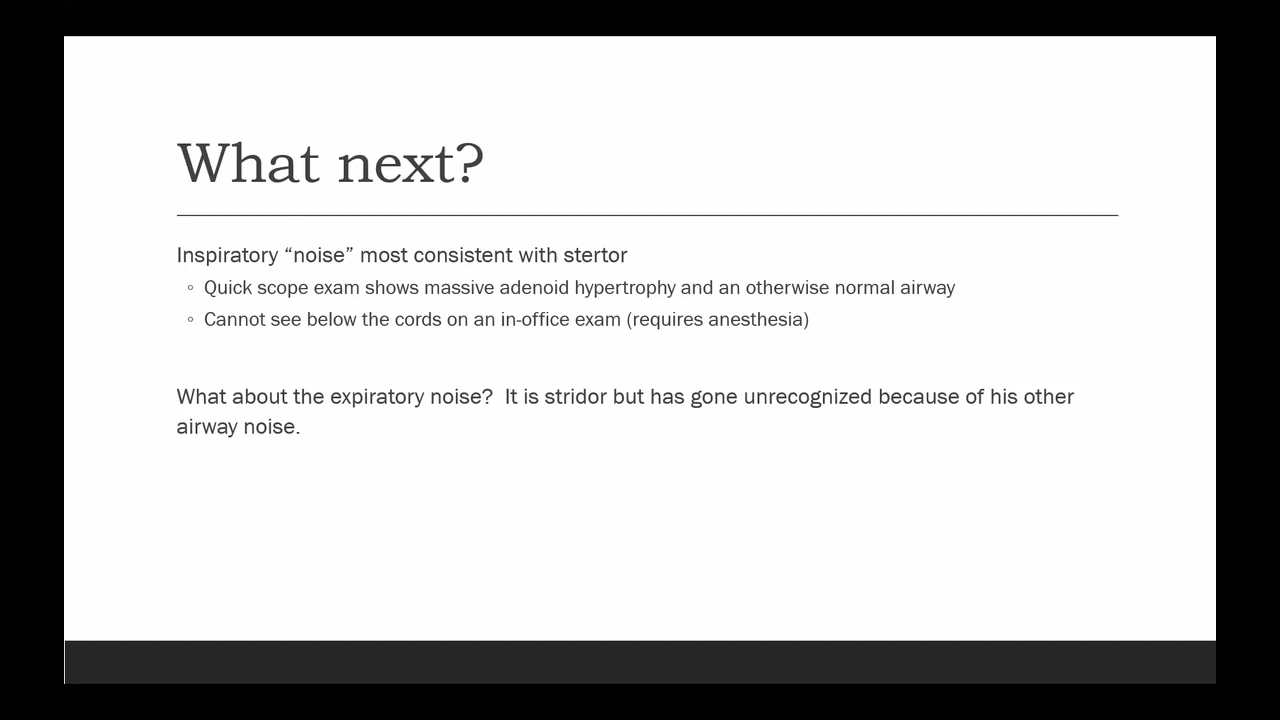 What next?
Inspiratory “noise” most consistent with stertor
◦ Quick scope exam shows massive adenoid hypertrophy and an otherwise normal airway
◦ Cannot see below the cords on an in-office exam (requires anesthesia)
What about the expiratory noise?  It is stridor but has gone unrecognized because of his other
airway noise.